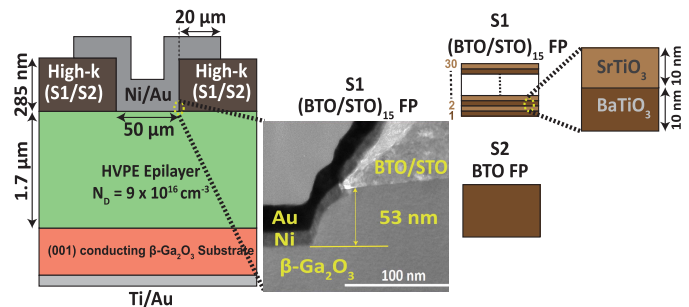 20 µm
High-k
(S1/S2)
High-k
(S1/S2)
Ni/Au
285 nm
50 µm
1.7 µm
HVPE Epilayer
N_D = 9 x 10^16 cm^-3
(001) conducting β-Ga₂O₃ Substrate
Ti/Au
S1
(BTO/STO)₁₅ FP
BTO/STO
Au
Ni
53 nm
β-Ga₂O₃
100 nm
S1
(BTO/STO)₁₅ FP
30
2
1
SrTiO₃
BaTiO₃
10 nm
10 nm
S2
BTO FP